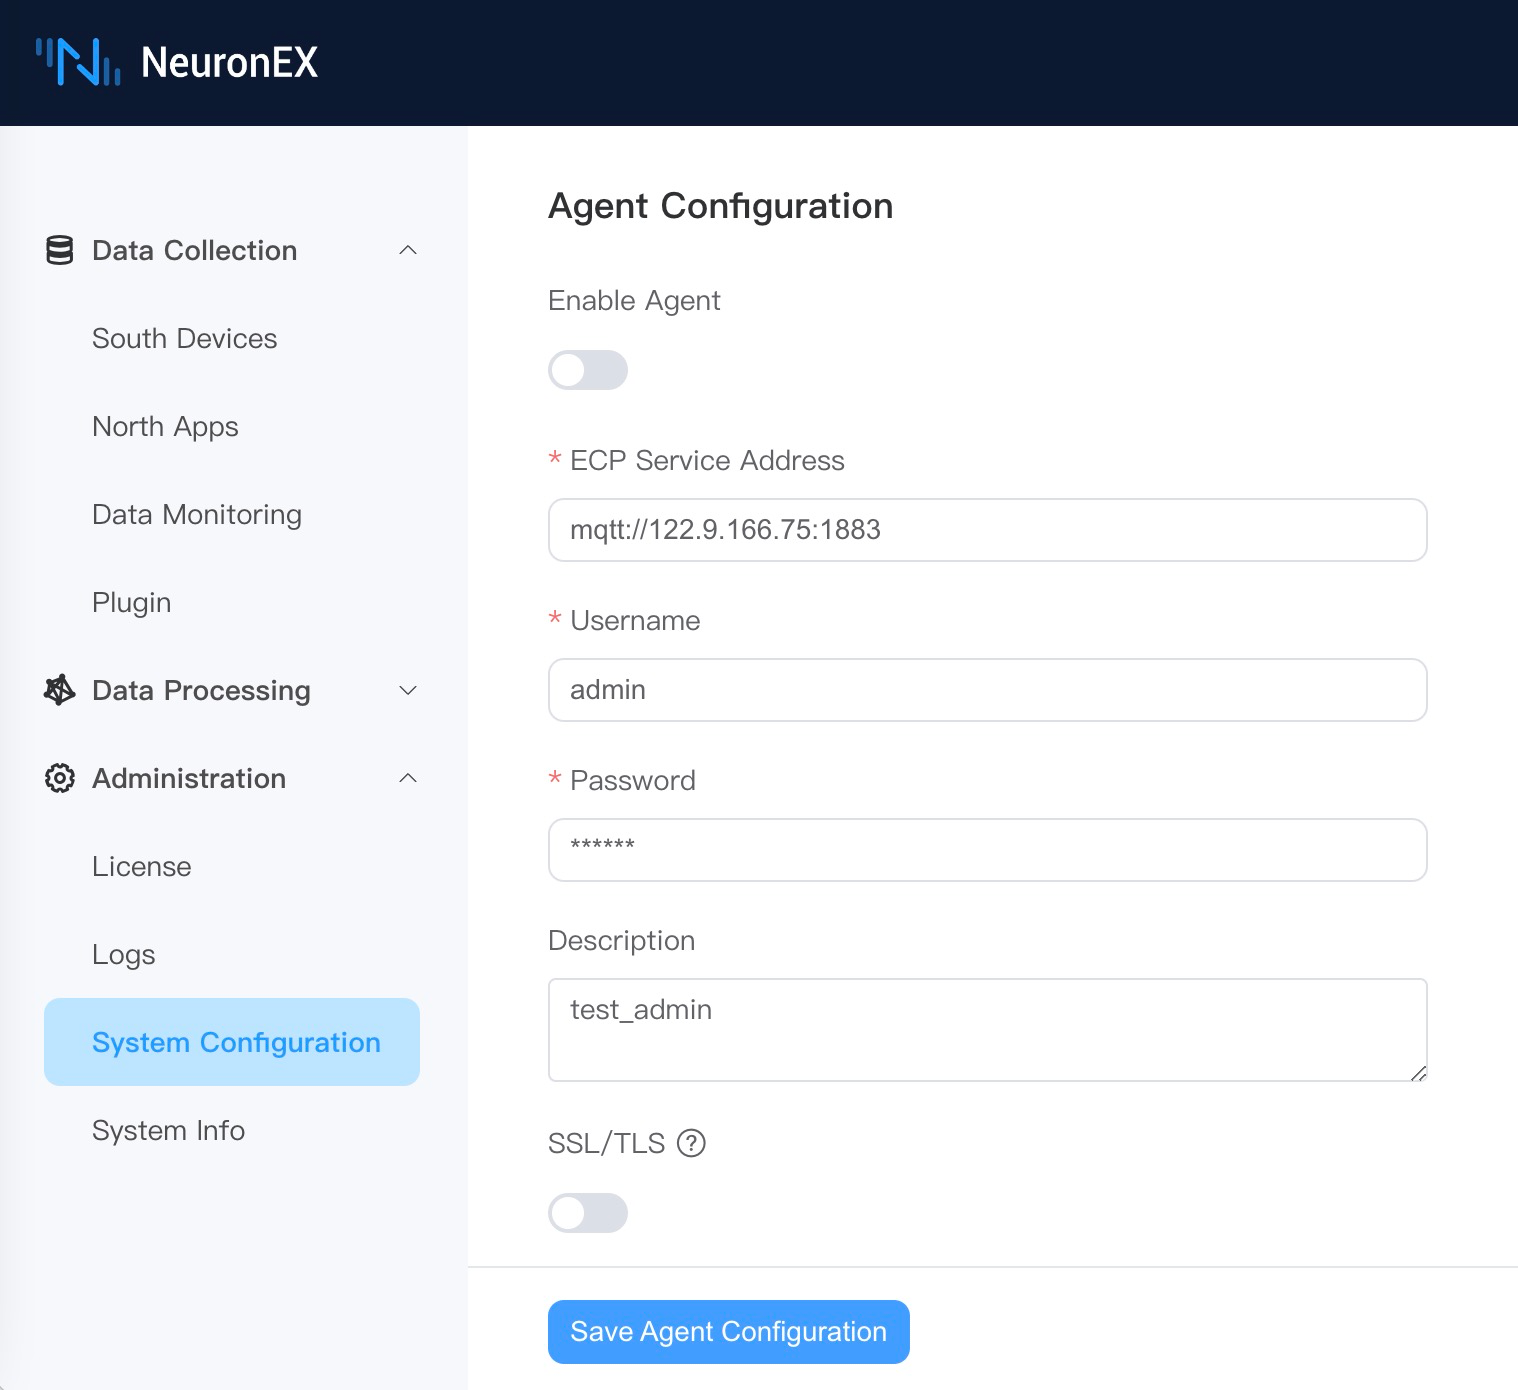 NeuronEX
Data Collection
South Devices
North Apps
Data Monitoring
Plugin
Data Processing
Administration
License
Logs
System Configuration
System Info
Agent Configuration
Enable Agent
* ECP Service Address
mqtt://122.9.166.75:1883
* Username
admin
* Password
******
Description
test_admin
SSL/TLS ?
Save Agent Configuration